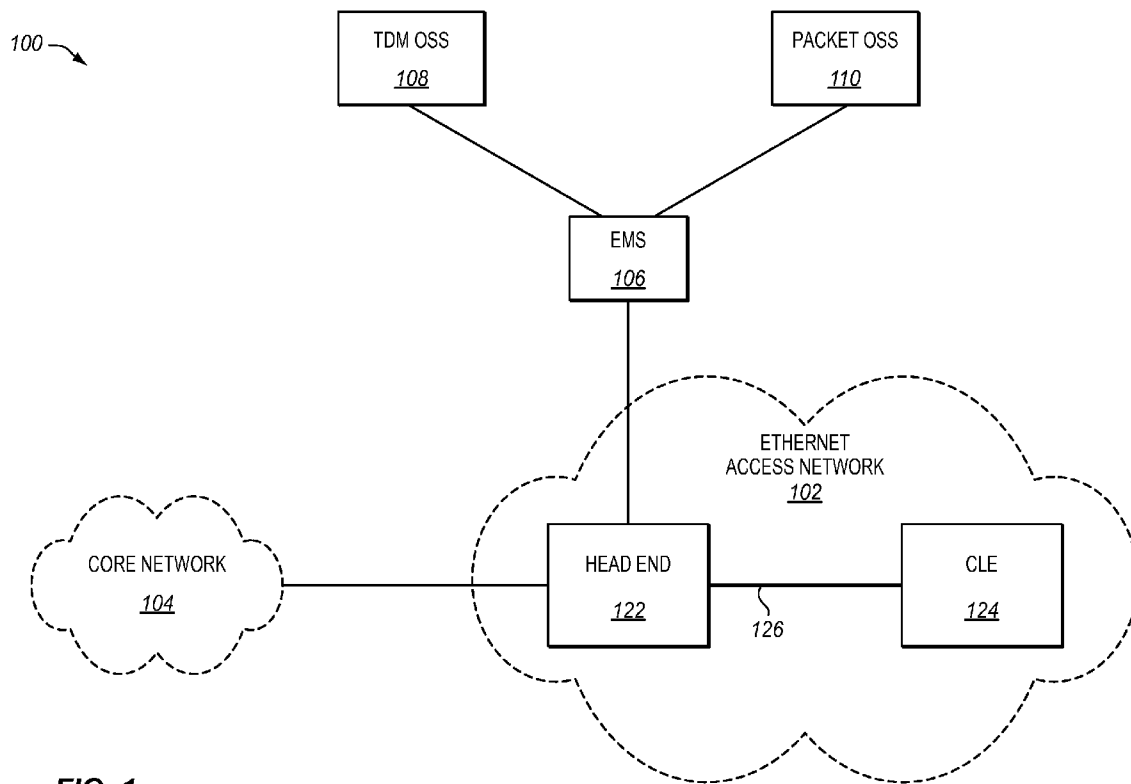 100
TDM OSS
108
PACKET OSS
110
EMS
106
ETHERNET
ACCESS NETWORK
102
CORE NETWORK
104
HEAD END
122
126
CLE
124
FIG. 1